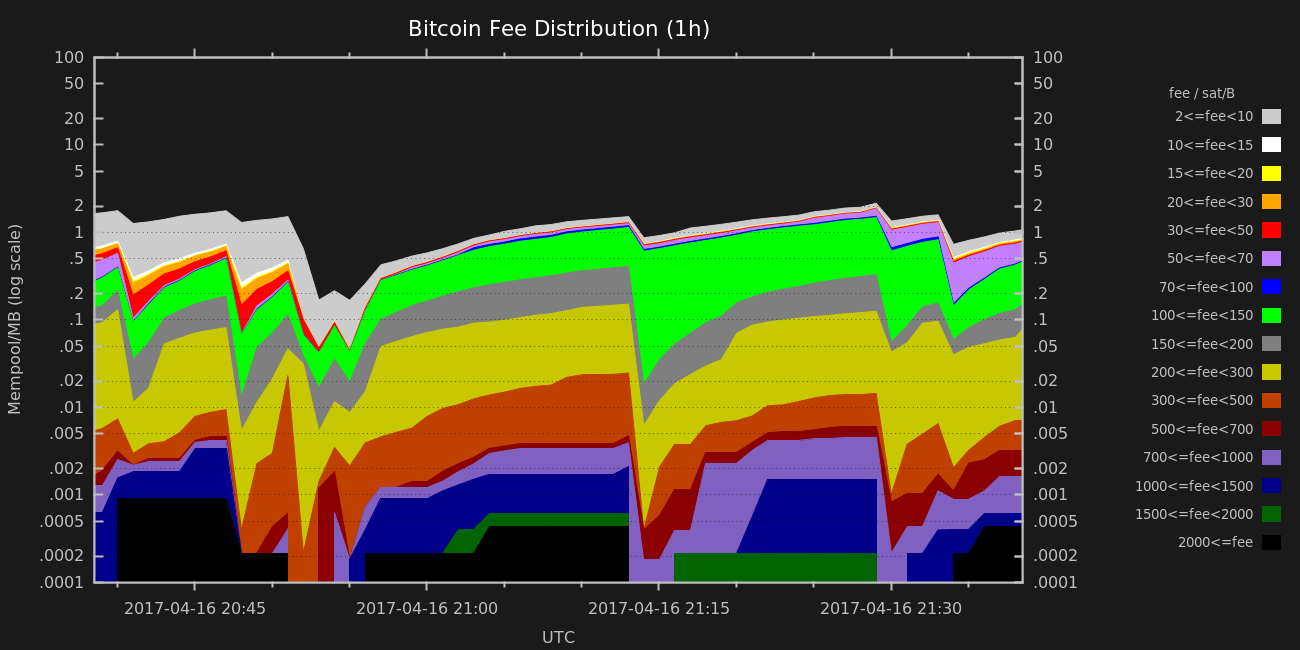 Bitcoin Fee Distribution (1h)
100 100
50 50
20 20
10 10
5 5
2 2
1 1
.5 .5
.2 .2
.1 .1
.05 .05
.02 .02
.01 .01
.005 .005
.002 .002
.001 .001
.0005 .0005
.0002 .0002
.0001 .0001
Mempool/MB (log scale)
2017-04-16 20:45 2017-04-16 21:00 2017-04-16 21:15 2017-04-16 21:30
UTC
fee / sat/B
2<=fee<10
10<=fee<15
15<=fee<20
20<=fee<30
30<=fee<50
50<=fee<70
70<=fee<100
100<=fee<150
150<=fee<200
200<=fee<300
300<=fee<500
500<=fee<700
700<=fee<1000
1000<=fee<1500
1500<=fee<2000
2000<=fee